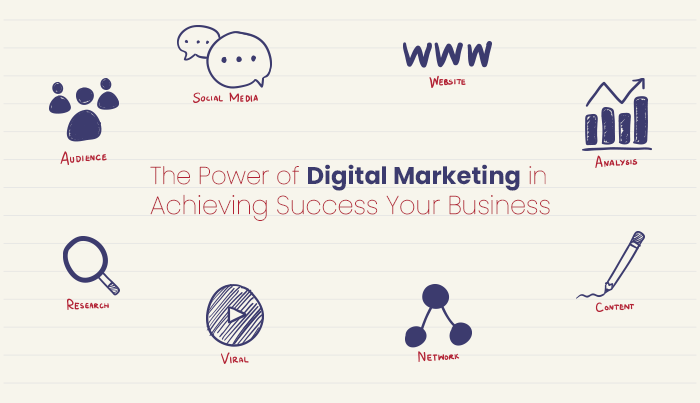 WWW
SOCIAL MEDIA
WEBSITE
AUDIENCE
ANALYSIS
The Power of Digital Marketing in
Achieving Success Your Business
RESEARCH
CONTENT
VIRAL
NETWORK